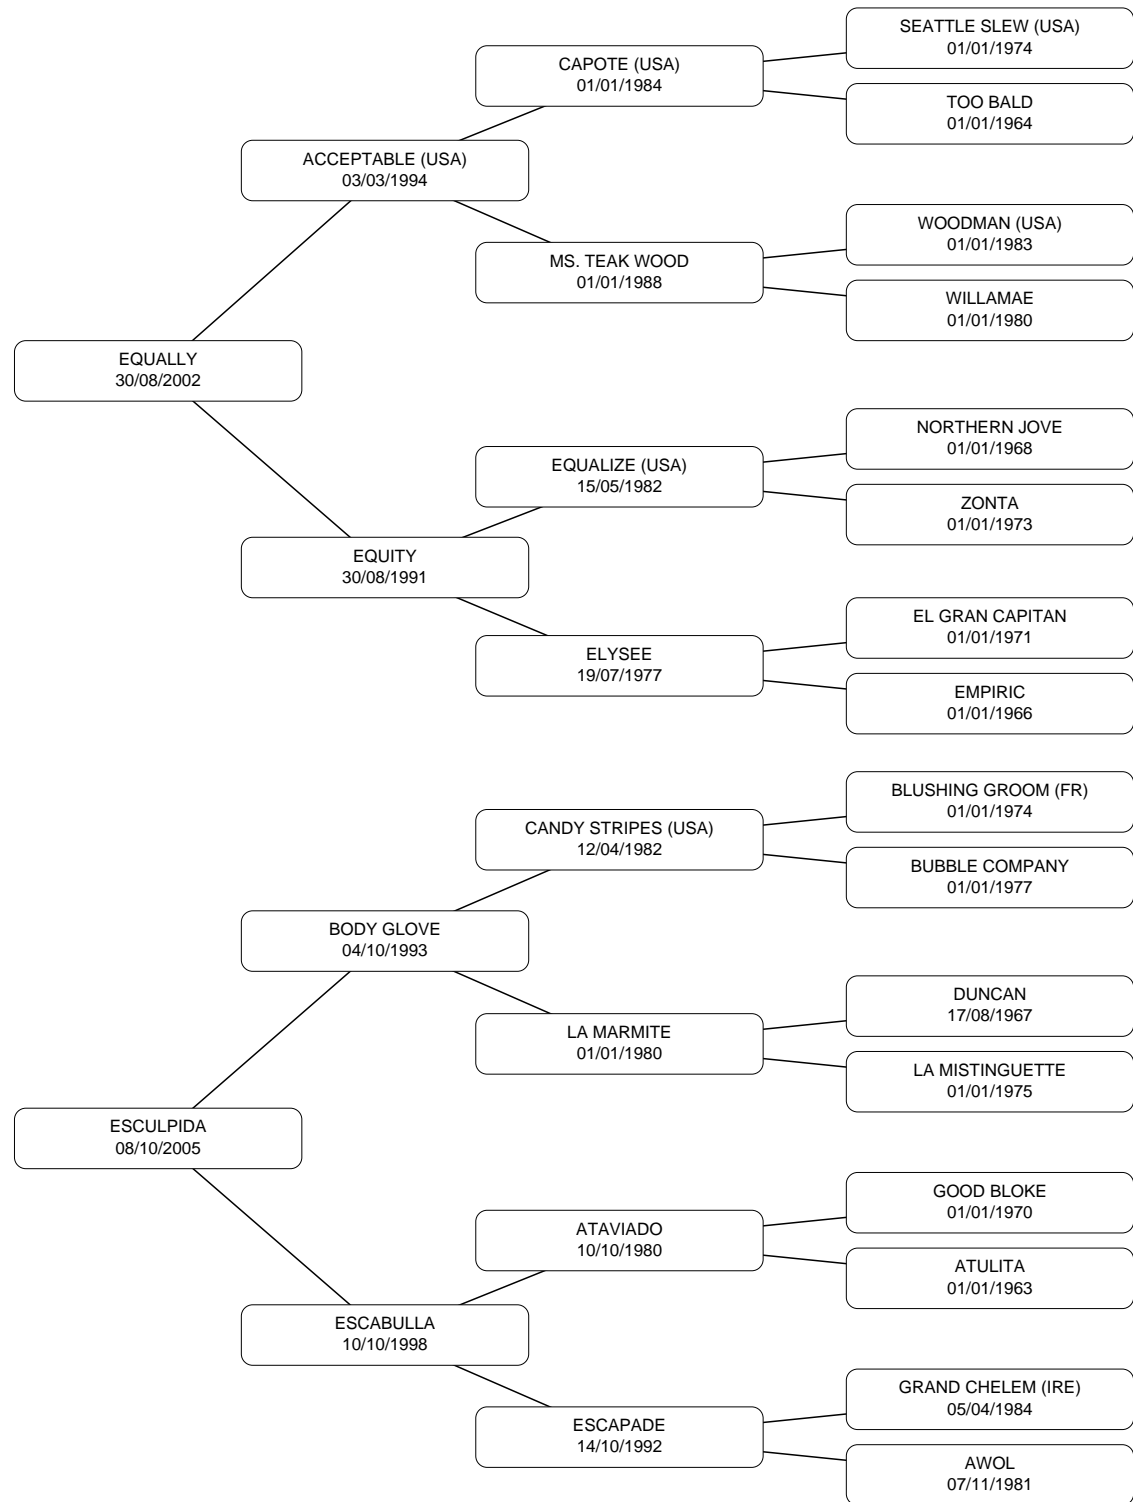 SEATTLE SLEW (USA)
01/01/1974
CAPOTE (USA)
01/01/1984
TOO BALD
01/01/1964
ACCEPTABLE (USA)
03/03/1994
WOODMAN (USA)
01/01/1983
MS. TEAK WOOD
01/01/1988
WILLAMAE
01/01/1980
EQUALLY
30/08/2002
NORTHERN JOVE
01/01/1968
EQUALIZE (USA)
15/05/1982
ZONTA
01/01/1973
EQUITY
30/08/1991
EL GRAN CAPITAN
01/01/1971
ELYSEE
19/07/1977
EMPIRIC
01/01/1966
BLUSHING GROOM (FR)
01/01/1974
CANDY STRIPES (USA)
12/04/1982
BUBBLE COMPANY
01/01/1977
BODY GLOVE
04/10/1993
DUNCAN
17/08/1967
LA MARMITE
01/01/1980
LA MISTINGUETTE
01/01/1975
ESCULPIDA
08/10/2005
GOOD BLOKE
01/01/1970
ATAVIADO
10/10/1980
ATULITA
01/01/1963
ESCABULLA
10/10/1998
GRAND CHELEM (IRE)
05/04/1984
ESCAPADE
14/10/1992
AWOL
07/11/1981